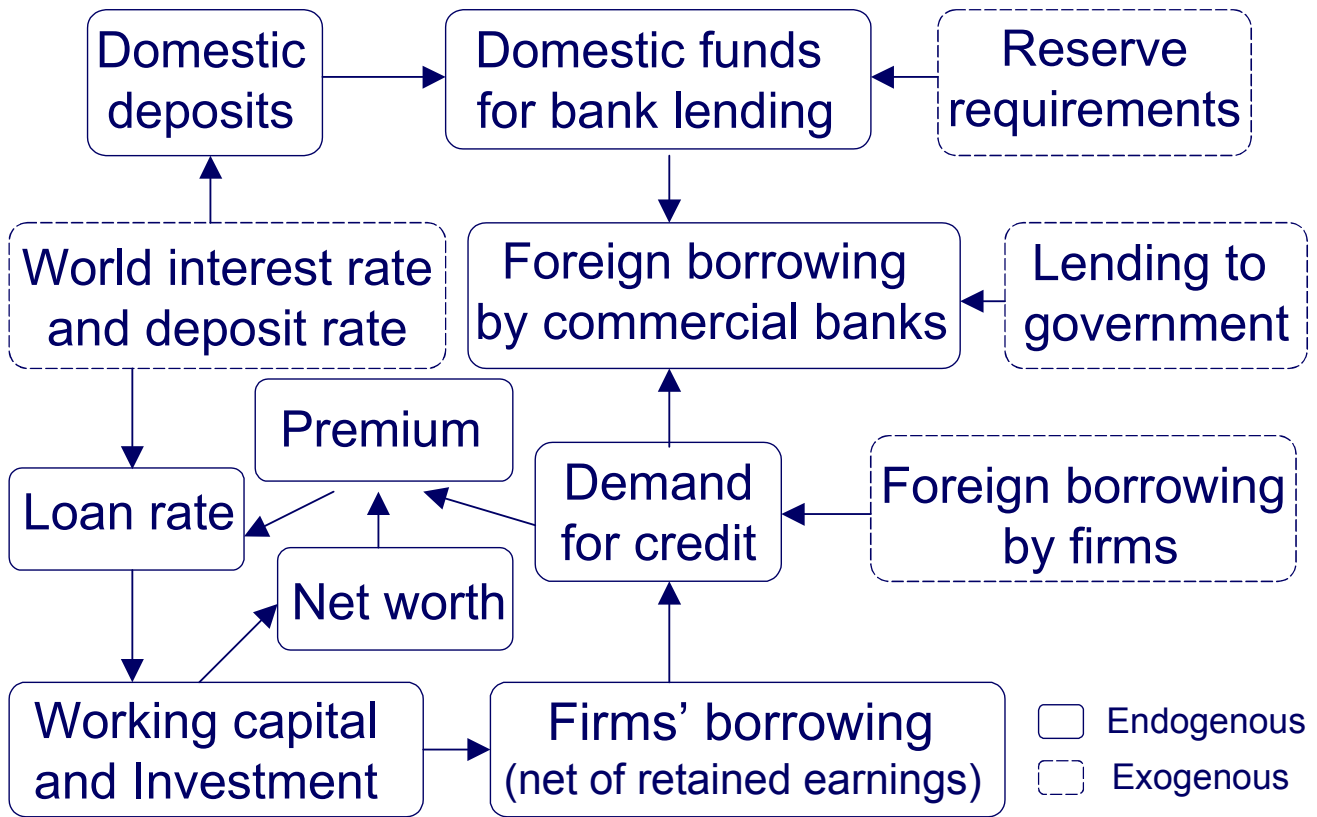 Domestic
deposits
Domestic funds
for bank lending
Reserve
requirements
World interest rate
and deposit rate
Foreign borrowing
by commercial banks
Lending to
government
Premium
Loan rate
Demand
for credit
Foreign borrowing
by firms
Net worth
Working capital
and Investment
Firms’ borrowing
(net of retained earnings)
Endogenous
Exogenous